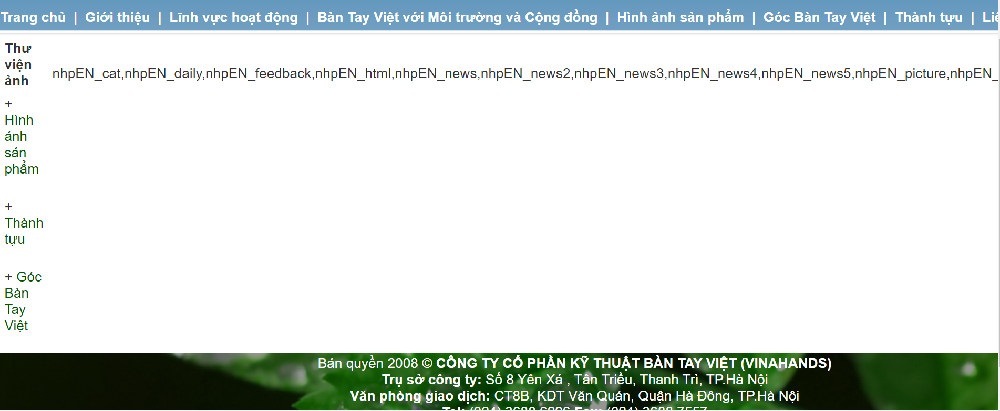 Trang chủ | Giới thiệu | Lĩnh vực hoạt động | Bàn Tay Việt với Môi trường và Cộng đồng | Hình ảnh sản phẩm | Góc Bàn Tay Việt | Thành tựu |
Thư
viện
ảnh
nhpEN_cat,nhpEN_daily,nhpEN_feedback,nhpEN_html,nhpEN_news,nhpEN_news2,nhpEN_news3,nhpEN_news4,nhpEN_news5,nhpEN_picture,nhpEN_
+
Hình
ảnh
sản
phẩm
+
Thành
tựu
+ Góc
Bàn
Tay
Việt
Bản quyền 2008 © CÔNG TY CỔ PHẦN KỸ THUẬT BÀN TAY VIỆT (VINAHANDS)
Trụ sở công ty: Số 8 Yên Xá , Tân Triều, Thanh Trì, TP.Hà Nội
Văn phòng giao dịch: CT8B, KDT Văn Quán, Quận Hà Đông, TP.Hà Nội